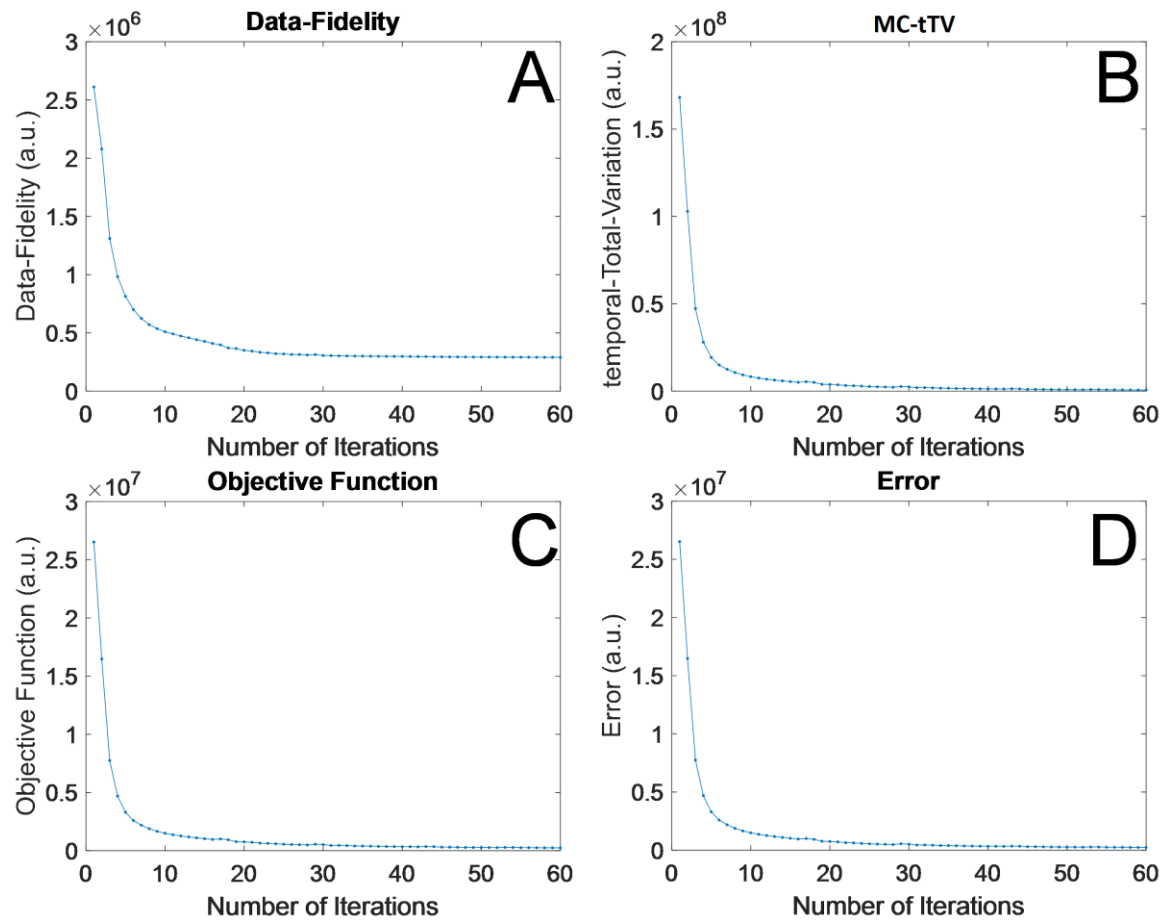 Data-Fidelity
×10^6
A
Data-Fidelity (a.u.)
3
2.5
2
1.5
1
0.5
0
0 10 20 30 40 50 60
Number of Iterations
MC-tTV
×10^8
B
temporal-Total-Variation (a.u.)
2
1.5
1
0.5
0
0 10 20 30 40 50 60
Number of Iterations
Objective Function
×10^7
C
Objective Function (a.u.)
3
2.5
2
1.5
1
0.5
0
0 10 20 30 40 50 60
Number of Iterations
Error
×10^7
D
Error (a.u.)
3
2.5
2
1.5
1
0.5
0
0 10 20 30 40 50 60
Number of Iterations